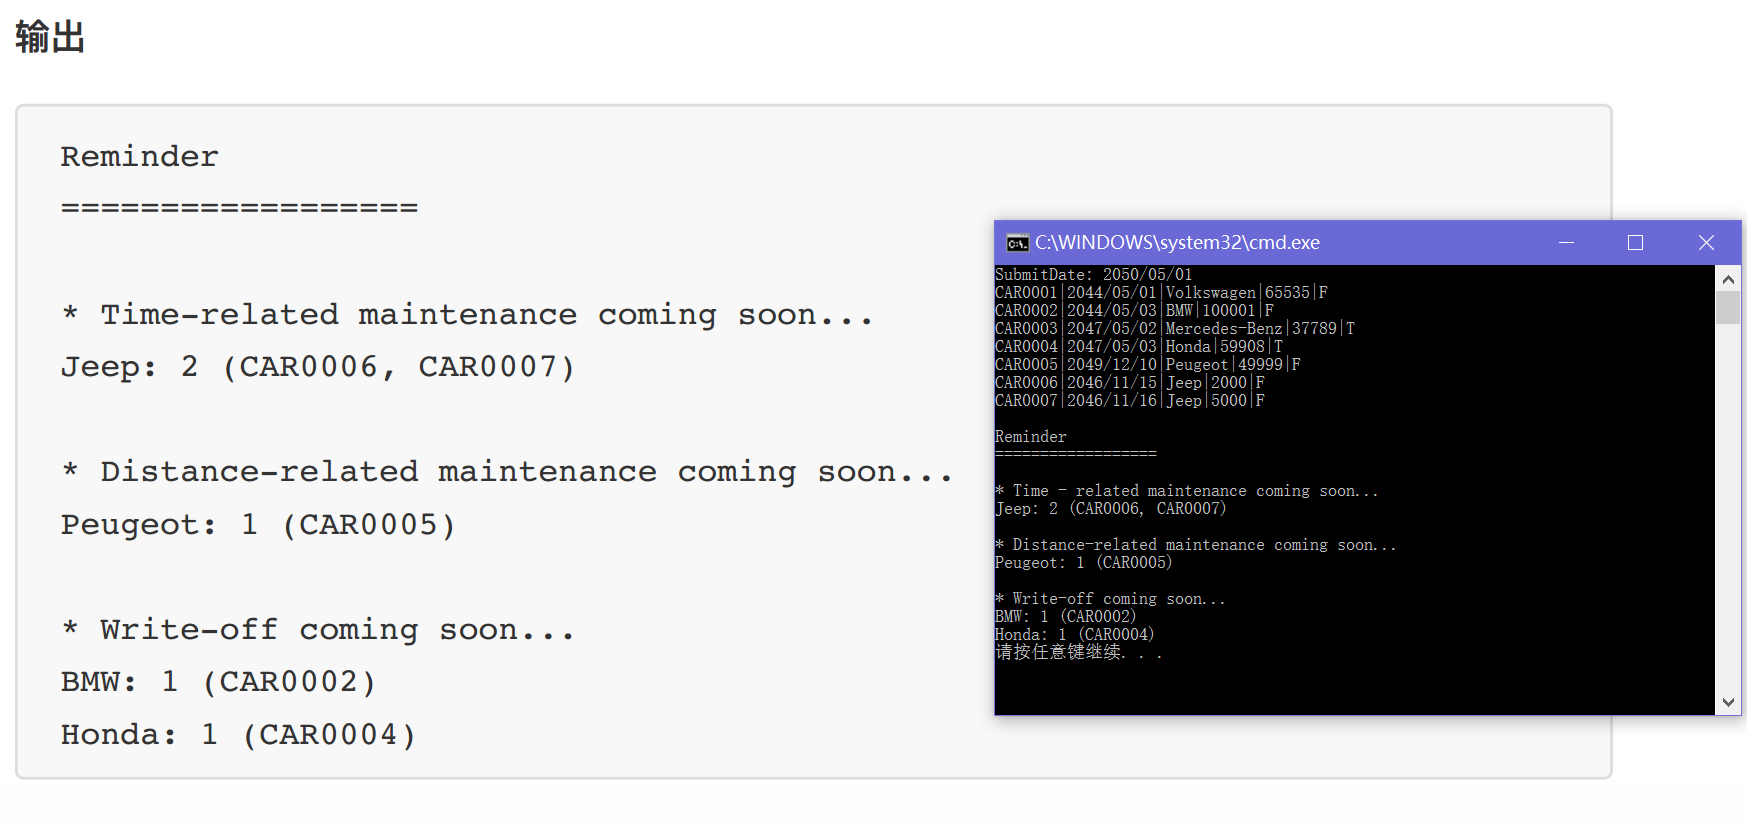 输出
Reminder
==================
* Time-related maintenance coming soon...
Jeep: 2 (CAR0006, CAR0007)
* Distance-related maintenance coming soon...
Peugeot: 1 (CAR0005)
* Write-off coming soon...
BMW: 1 (CAR0002)
Honda: 1 (CAR0004)
C:\WINDOWS\system32\cmd.exe
SubmitDate: 2050/05/01
CAR0001|2044/05/01|Volkswagen|65535|F
CAR0002|2044/05/03|BMW|100001|F
CAR0003|2047/05/02|Mercedes-Benz|37789|T
CAR0004|2047/05/03|Honda|59908|T
CAR0005|2049/12/10|Peugeot|49999|F
CAR0006|2046/11/15|Jeep|2000|F
CAR0007|2046/11/16|Jeep|5000|F
Reminder
==================
* Time - related maintenance coming soon...
Jeep: 2 (CAR0006, CAR0007)
* Distance-related maintenance coming soon...
Peugeot: 1 (CAR0005)
* Write-off coming soon...
BMW: 1 (CAR0002)
Honda: 1 (CAR0004)
请按任意键继续. . .